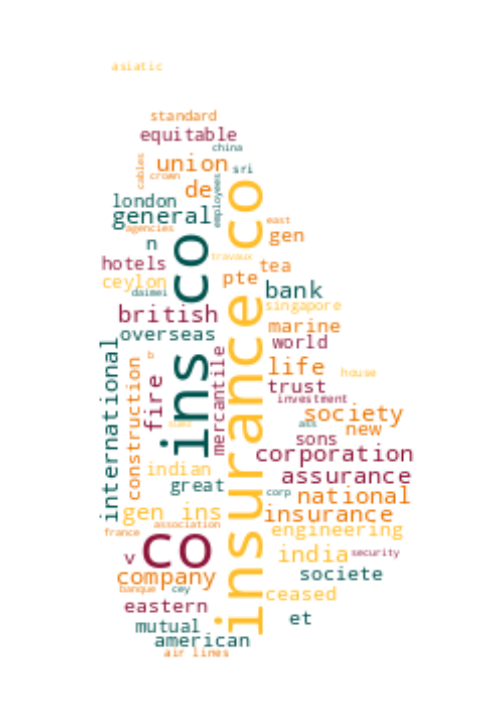 asiatic
standard
equitable
china
cables
union
sri
crown
de
employees
london
general
co
east
agencies
gen
n
co
travaux
hotels
tea
ceylon
pte
bank
daimei
singapore
british
marine
overseas
world
international
construction
b
fire
ins
mercantile
insurance
life
house
trust
investment
society
suez
ass
new
sons
corporation
indian
assurance
great
corp
national
gen ins
insurance
association
engineering
france
co
v
india
security
company
societe
banque
cey
ceased
eastern
et
mutual
american
air lines